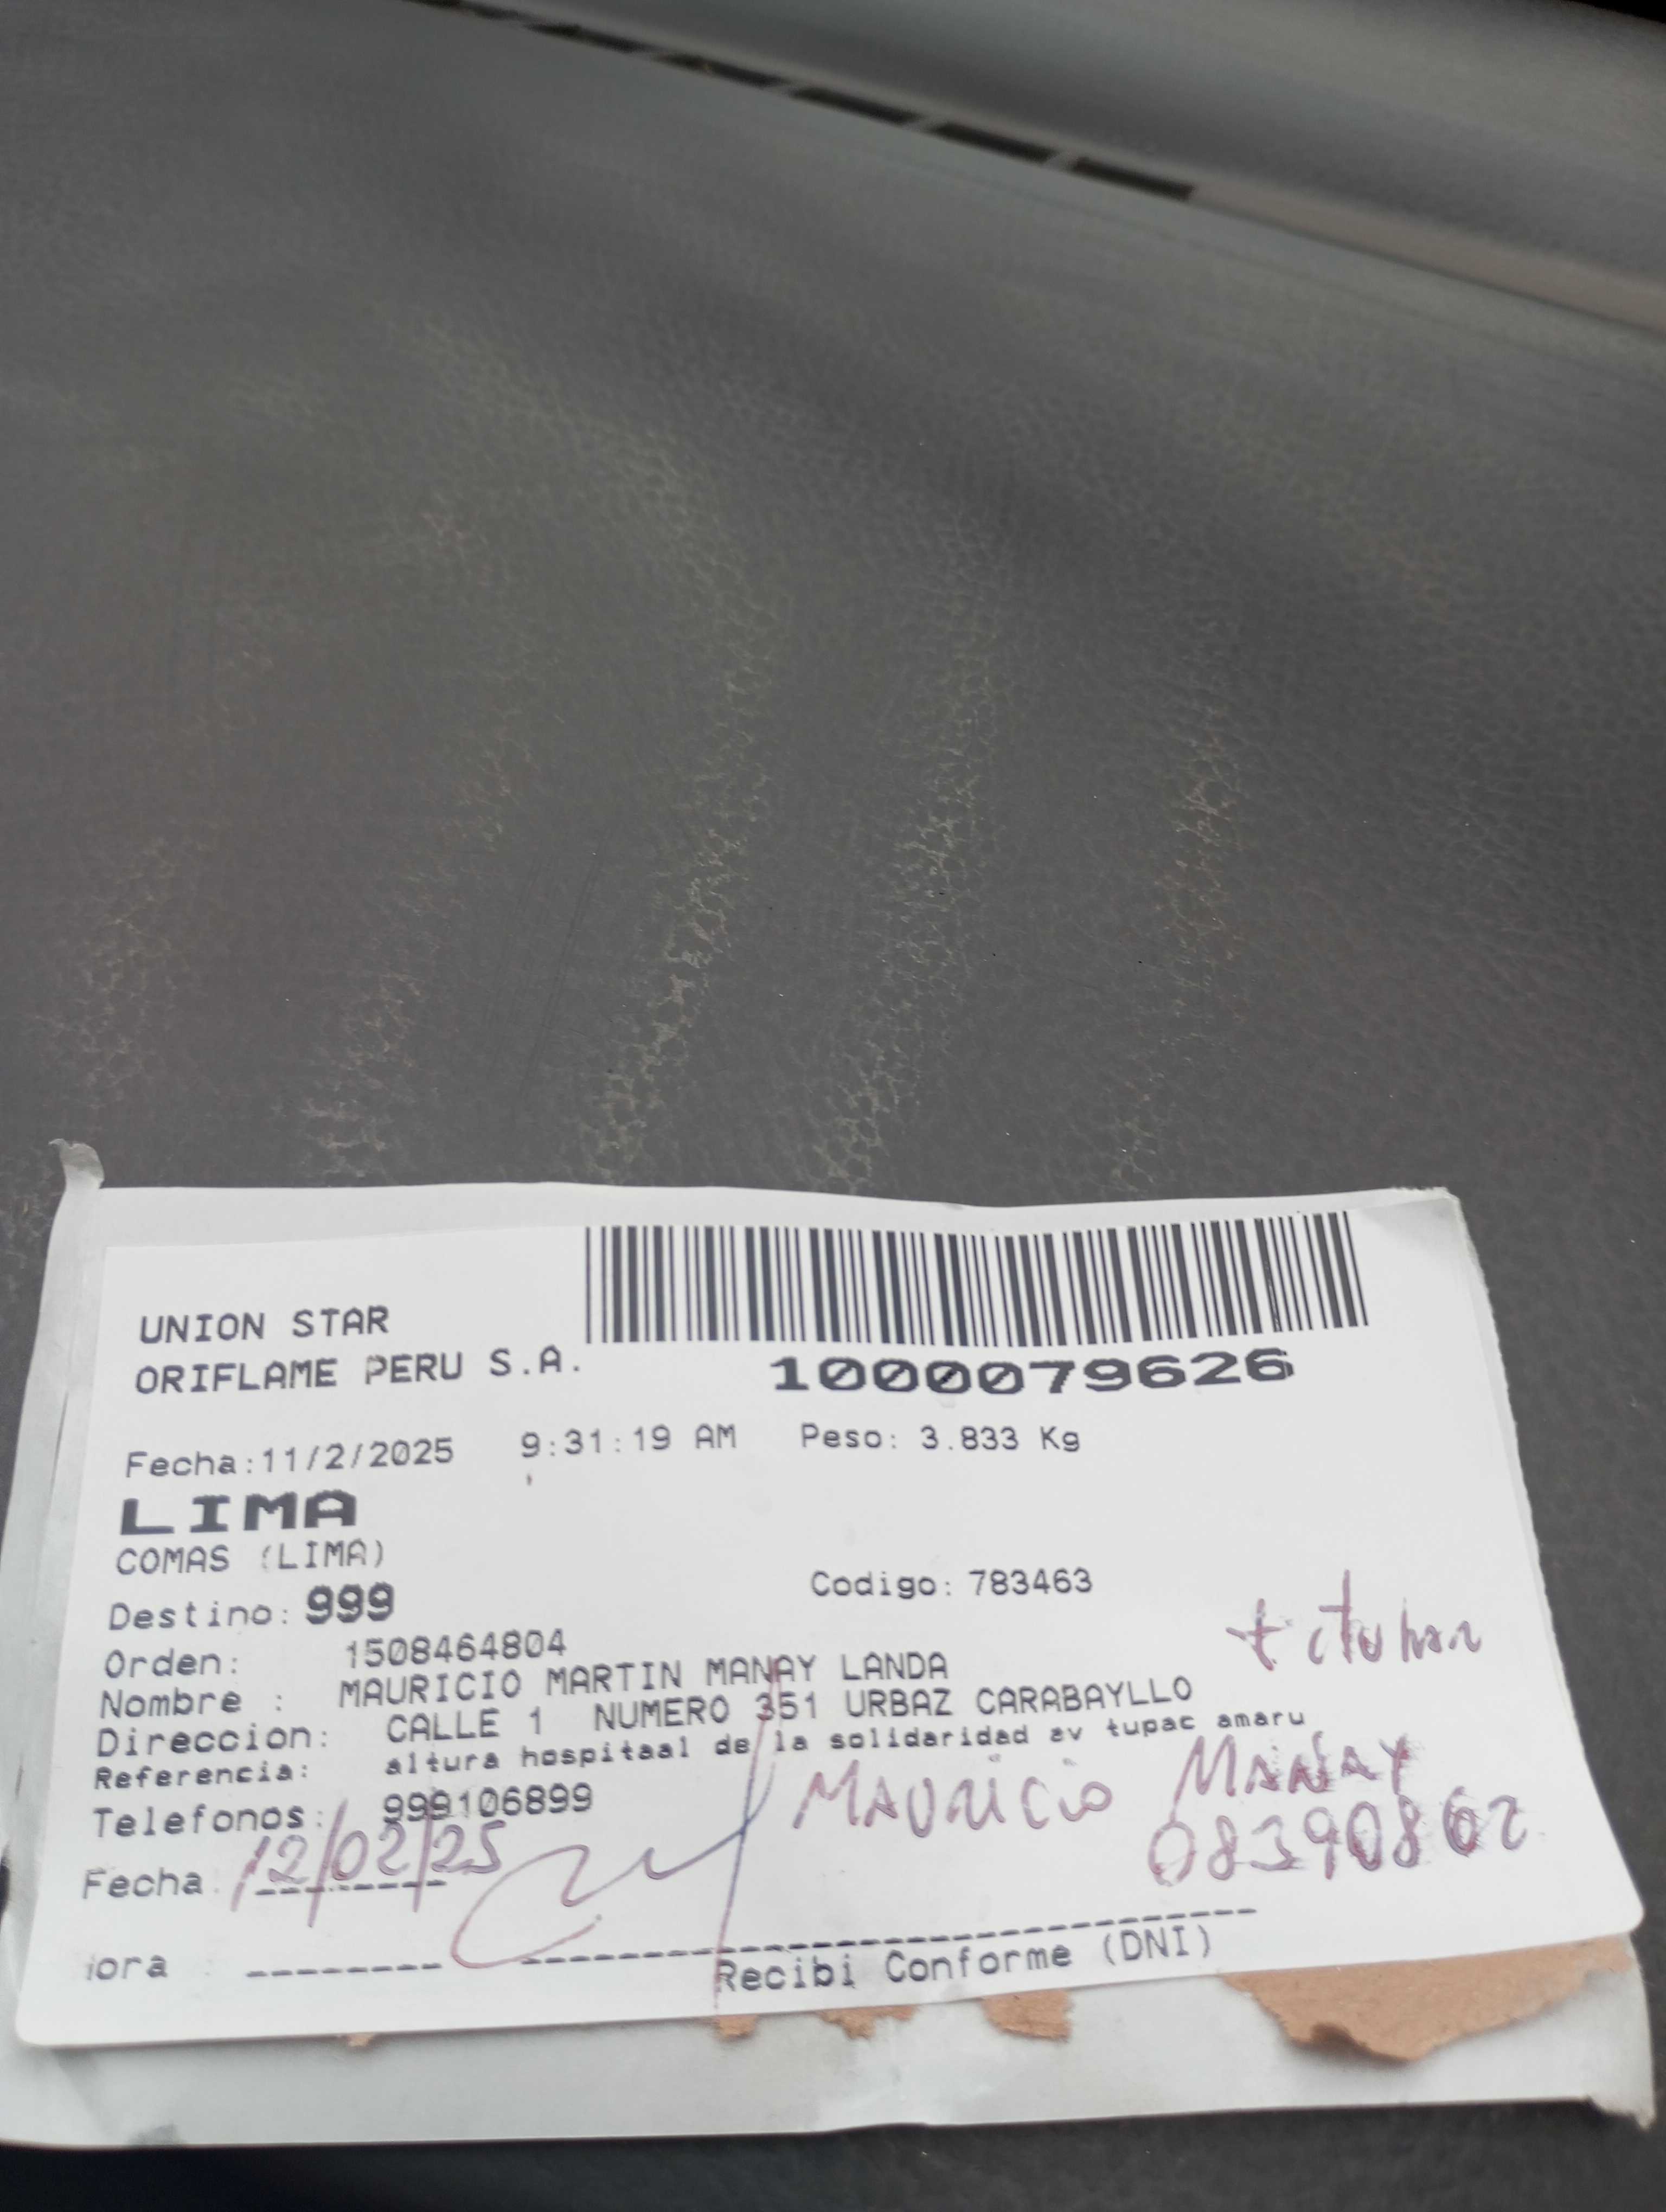 UNION STAR
ORIFLAME PERU S.A.
1000079626
Fecha:11/2/2025 9:31:19 AM Peso: 3.833 Kg
LIMA
COMAS (LIMA)
Destino: 999 Codigo: 783463
Orden: 1508464804
titular
Nombre : MAURICIO MARTIN MANAY LANDA
Direccion: CALLE 1 NUMERO 351 URBAZ CARABAYLLO
Referencia: altura hospitaal de la solidaridad av tupac amaru
Telefonos: 999106899
MAURICIO MANAY
08390862
Fecha: 12/02/25
iora :
Recibi Conforme (DNI)